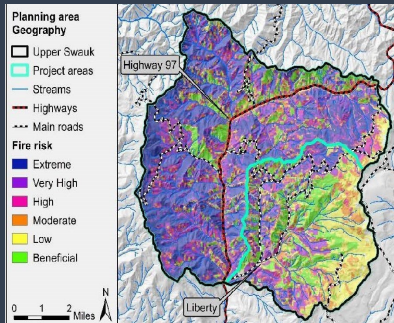 Planning area
Geography
Upper Swauk
Project areas
Streams
Highways
Main roads
Fire risk
Extreme
Very High
High
Moderate
Low
Beneficial
0 1 2
Miles
N
Highway 97
Liberty